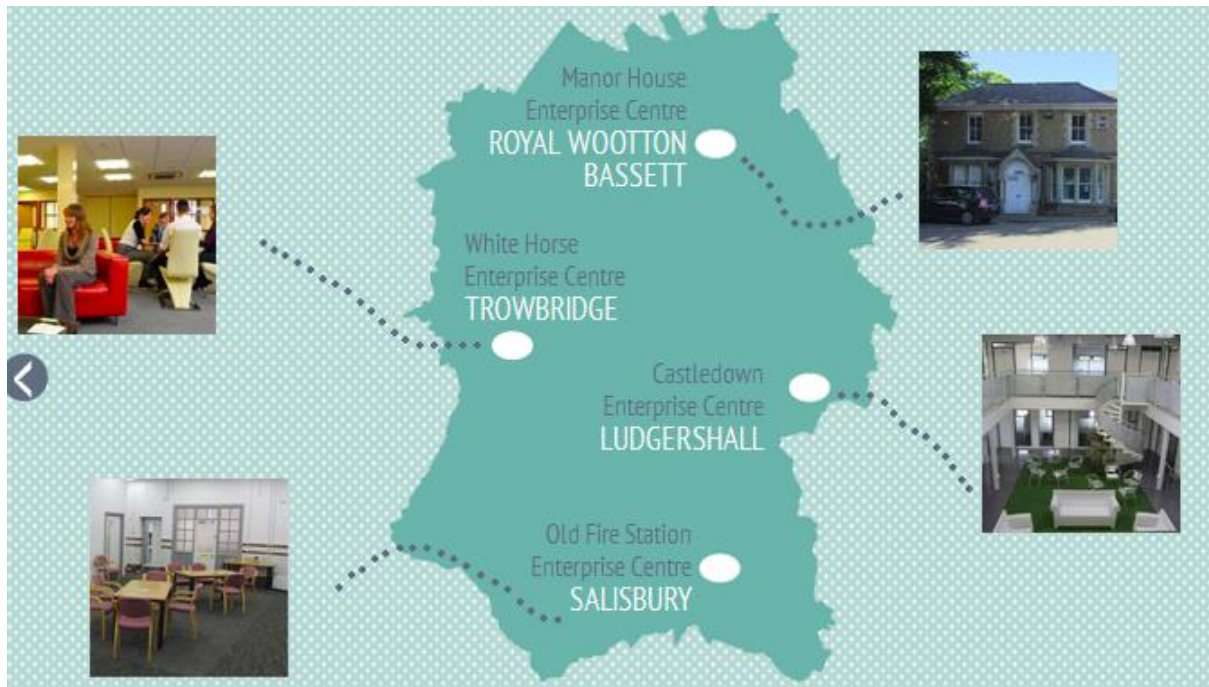 Manor House
Enterprise Centre
ROYAL WOOTTON
BASSETT
White Horse
Enterprise Centre
TROWBRIDGE
Castledown
Enterprise Centre
LUDGERSHALL
Old Fire Station
Enterprise Centre
SALISBURY